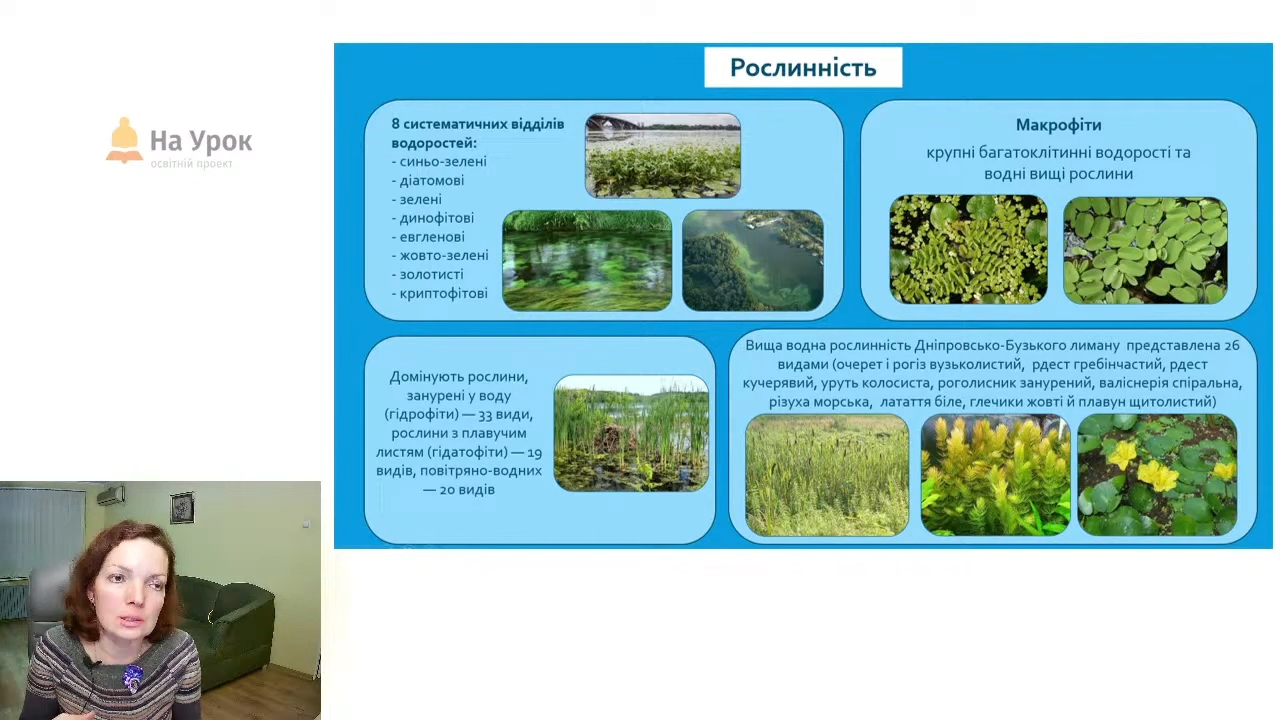 На Урок
освітній проект
Рослинність
8 систематичних відділів
водоростей:
- синьо-зелені
- діатомові
- зелені
- динофітові
- евгленові
- жовто-зелені
- золотисті
- криптофітові
Макрофіти
крупні багатоклітинні водорості та
водні вищі рослини
Домінують рослини,
занурені у воду
(гідрофіти) — 33 види,
рослини з плавучим
листям (гідатофіти) — 19
видів, повітряно-водних
— 20 видів
Вища водна рослинність Дніпровсько-Бузького лиману представлена 26
видами (очерет і рогіз вузьколистий, рдест гребінчастий, рдест
кучерявий, уруть колосиста, роголисник занурений, валіснерія спіральна,
різуха морська, латаття біле, глечики жовті й плавун щитолистий)